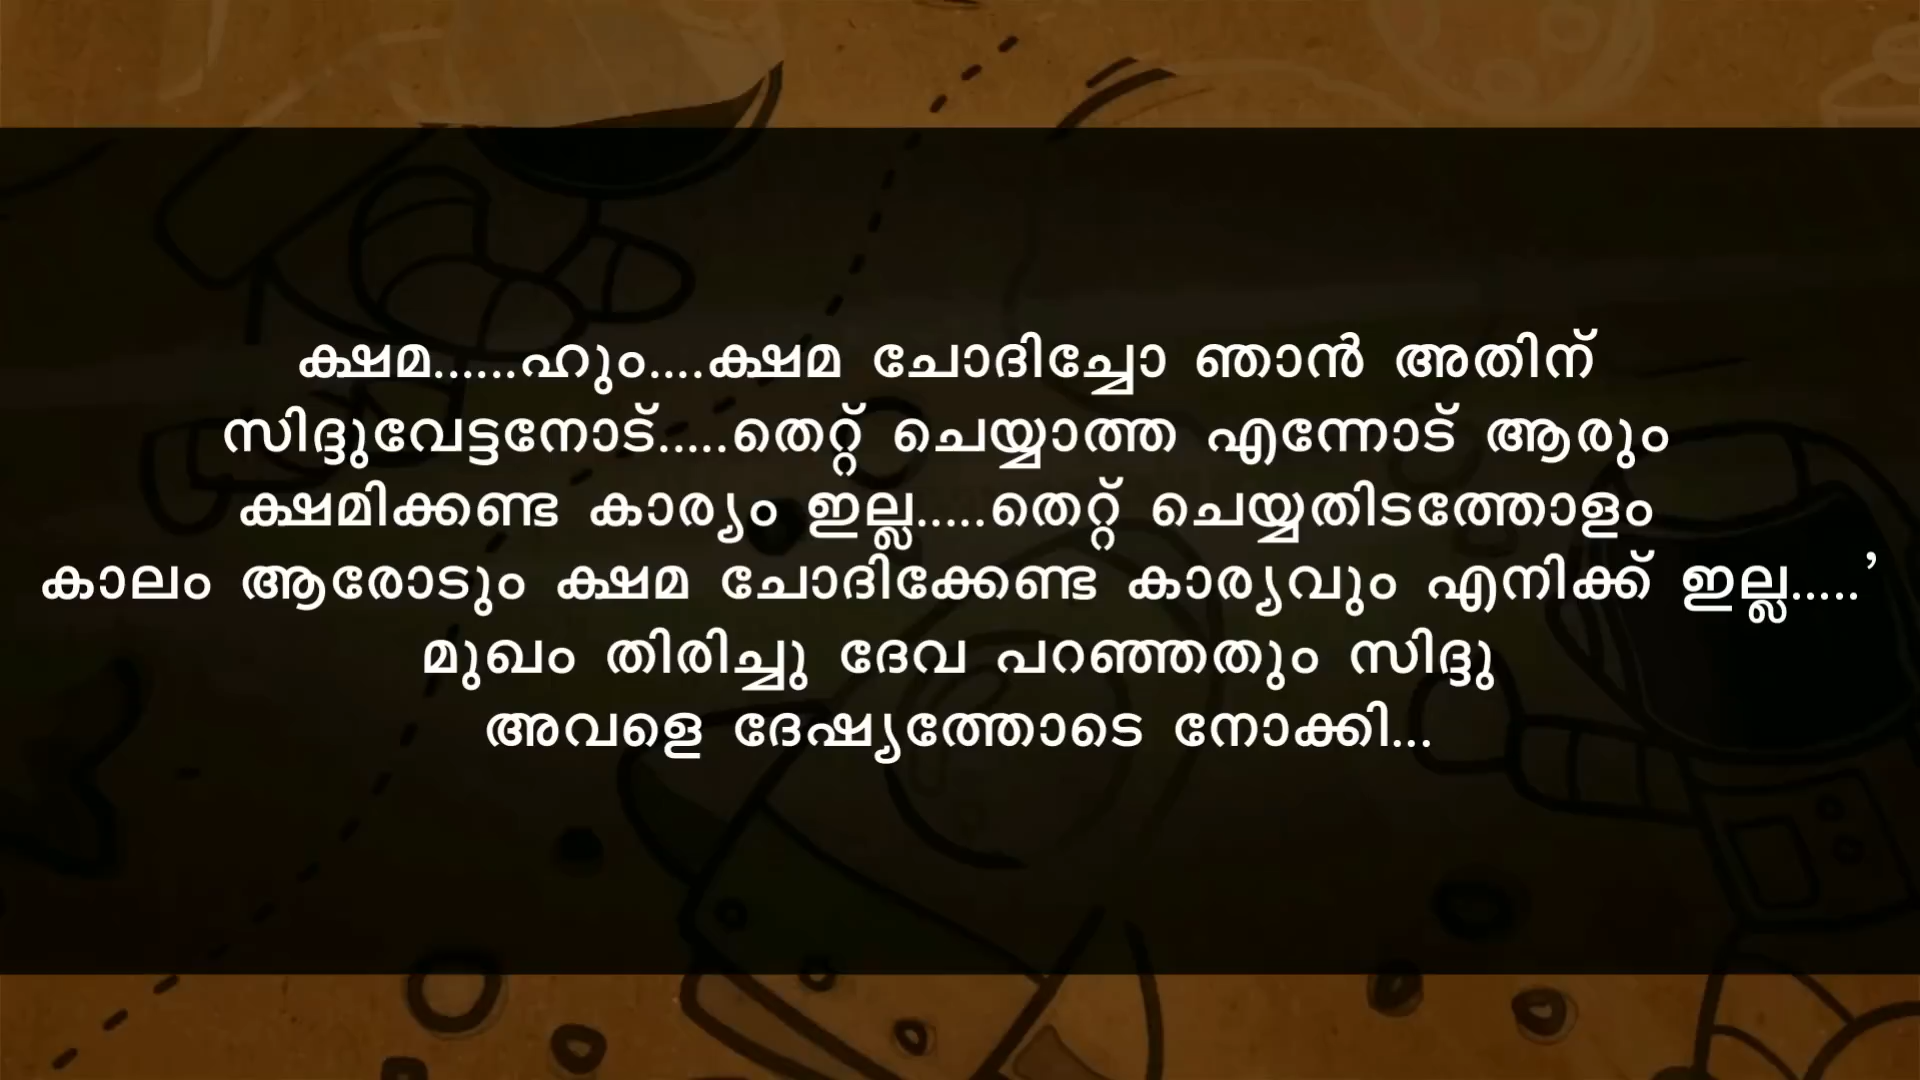 ക്ഷമ......ഹും....ക്ഷമ ചോദിച്ചോ ഞാൻ അതിന്
സിദ്ദുവേട്ടനോട്.....തെറ്റ് ചെയ്യാത്ത എന്നോട് ആരും
ക്ഷമിക്കണ്ട കാര്യം ഇല്ല.....തെറ്റ് ചെയ്യതിടത്തോളം
കാലം ആരോടും ക്ഷമ ചോദിക്കേണ്ട കാര്യവും എനിക്ക് ഇല്ല.....’
മുഖം തിരിച്ചു ദേവ പറഞ്ഞതും സിദ്ദു
അവളെ ദേഷ്യത്തോടെ നോക്കി...